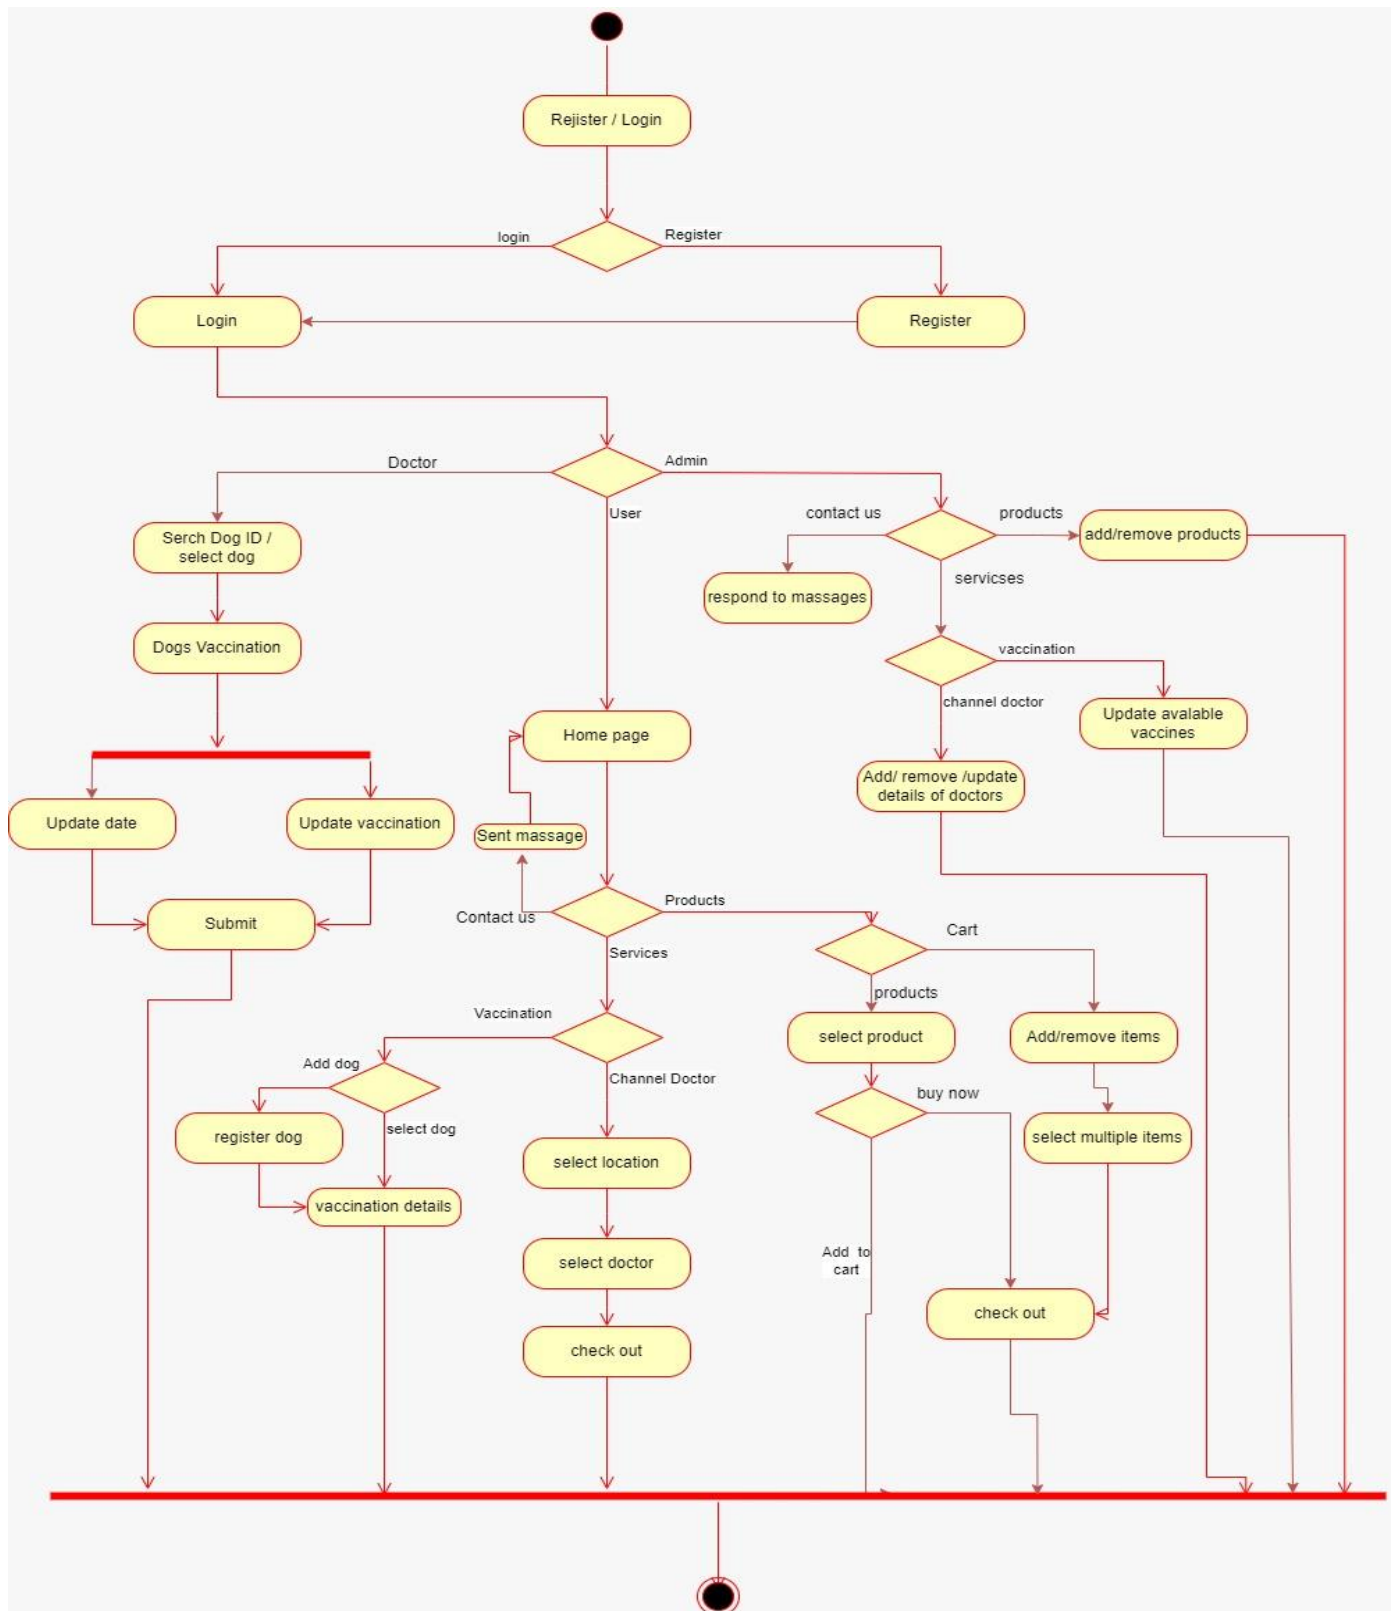 Rejister / Login
login
Register
Login
Register
Doctor
Admin
User
contact us
products
add/remove products
Serch Dog ID /
select dog
servicses
respond to massages
Dogs Vaccination
vaccination
channel doctor
Update avalable
vaccines
Home page
Add/ remove /update
details of doctors
Update date
Update vaccination
Sent massage
Products
Contact us
Submit
Cart
Services
products
Vaccination
select product
Add/remove items
Add dog
Channel Doctor
buy now
select dog
register dog
select multiple items
select location
vaccination details
Add to
cart
select doctor
check out
check out